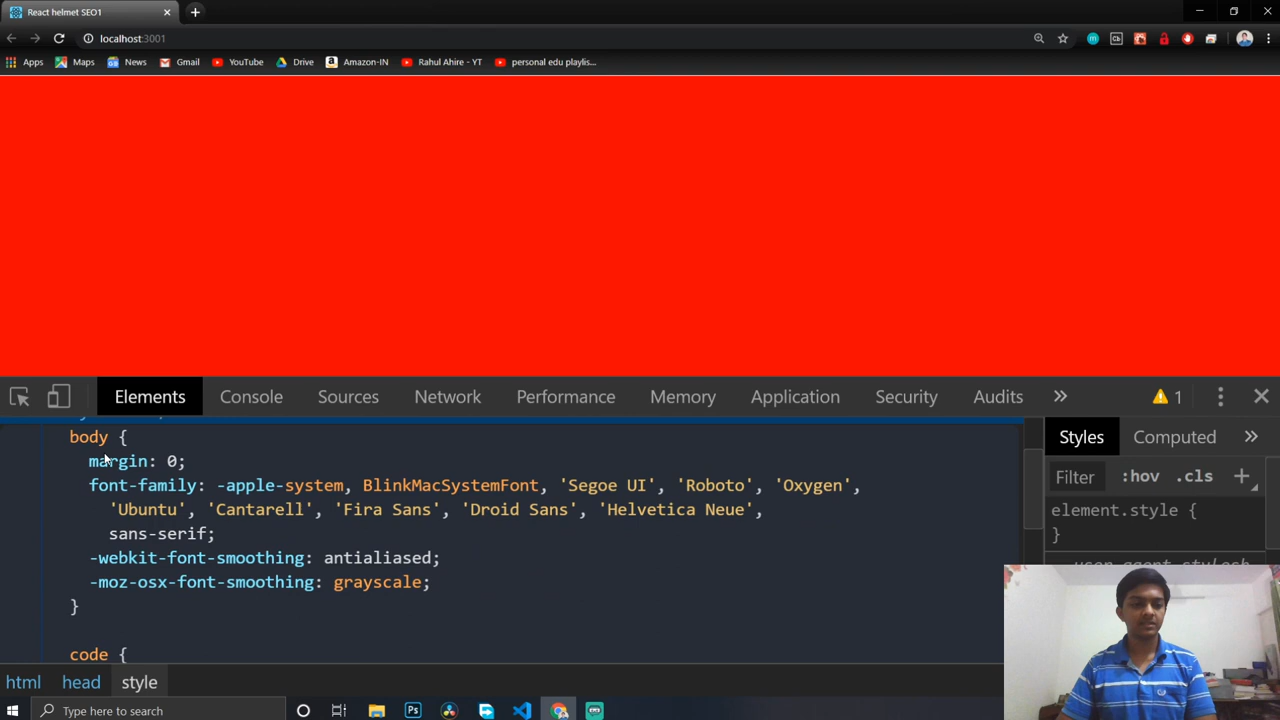 React helmet SEO1
localhost:3001
Apps Maps News Gmail YouTube Drive Amazon-IN Rahul Ahire - YT personal edu playlis...
Elements Console Sources Network Performance Memory Application Security Audits 1
body {
margin: 0;
font-family: -apple-system, BlinkMacSystemFont, 'Segoe UI', 'Roboto', 'Oxygen',
'Ubuntu', 'Cantarell', 'Fira Sans', 'Droid Sans', 'Helvetica Neue',
sans-serif;
-webkit-font-smoothing: antialiased;
-moz-osx-font-smoothing: grayscale;
}
code {
Styles Computed
Filter :hov .cls
element.style {
}
html head style
Type here to search